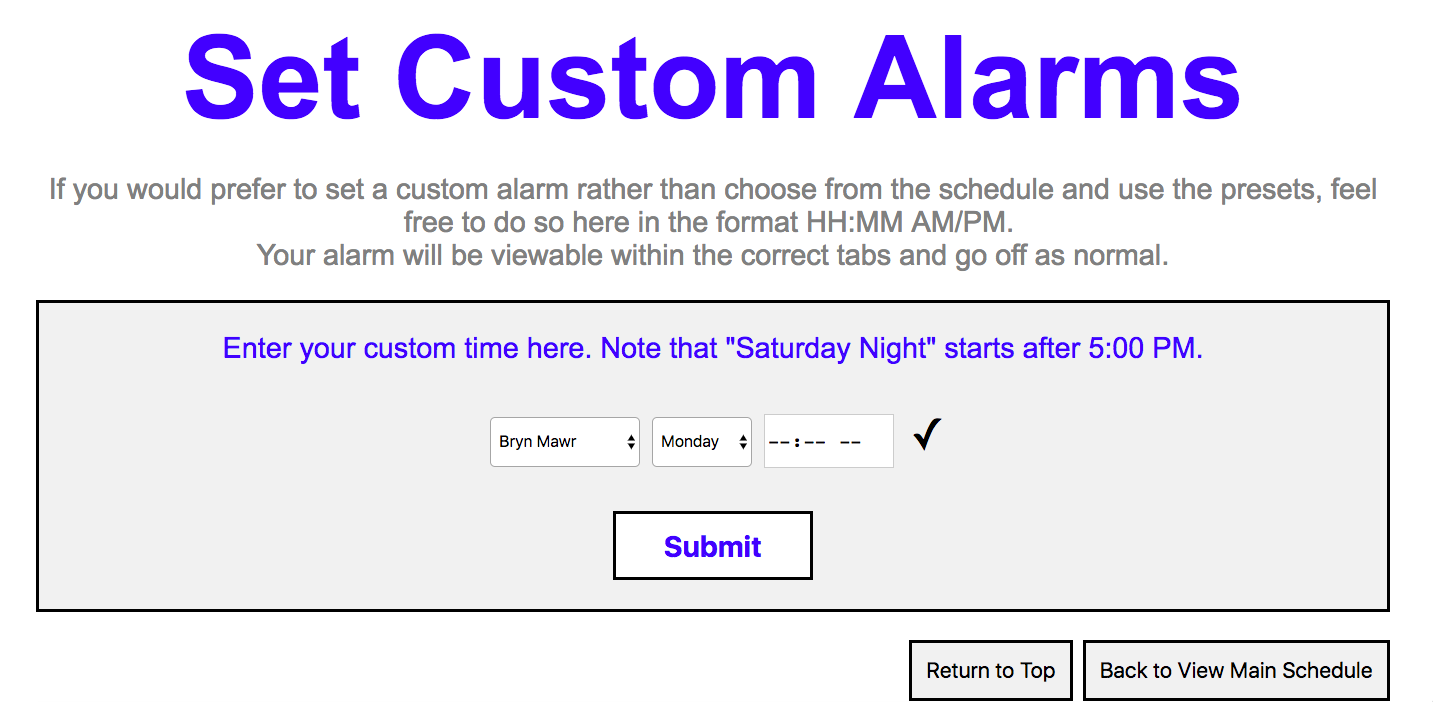 Set Custom Alarms
If you would prefer to set a custom alarm rather than choose from the schedule and use the presets, feel
free to do so here in the format HH:MM AM/PM.
Your alarm will be viewable within the correct tabs and go off as normal.
Enter your custom time here. Note that "Saturday Night" starts after 5:00 PM.
Bryn Mawr Monday --:-- -- ✓
Submit
Return to Top Back to View Main Schedule